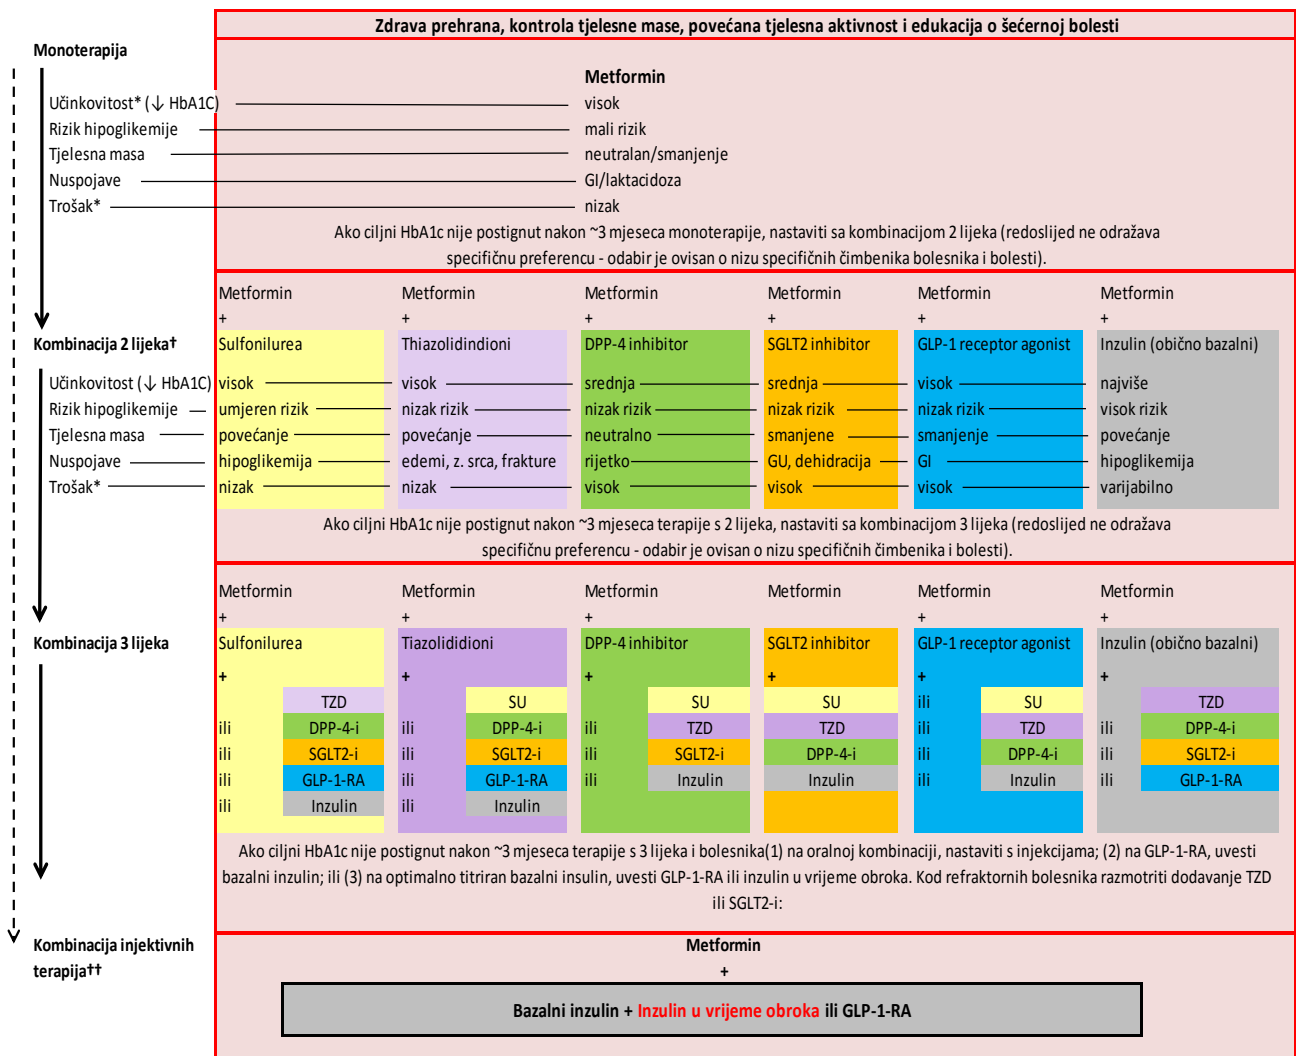 Zdrava prehrana, kontrola tjelesne mase, povećana tjelesna aktivnost i edukacija o šećernoj bolesti
Monoterapija
Metformin
Učinkovitost* (↓ HbA1C) visok
Rizik hipoglikemije mali rizik
Tjelesna masa neutralan/smanjenje
Nuspojave GI/laktacidoza
Trošak* nizak
Ako ciljni HbA1c nije postignut nakon ~3 mjeseca monoterapije, nastaviti sa kombinacijom 2 lijeka (redoslijed ne odražava
specifičnu preferencu - odabir je ovisan o nizu specifičnih čimbenika bolesnika i bolesti).
Metformin Metformin Metformin Metformin Metformin Metformin
+ + + + + +
Kombinacija 2 lijeka† Sulfonilurea Thiazolidindioni DPP-4 inhibitor SGLT2 inhibitor GLP-1 receptor agonist Inzulin (obično bazalni)
Učinkovitost (↓ HbA1C) visok visok srednja srednja visok najviše
Rizik hipoglikemije umjeren rizik nizak rizik nizak rizik nizak rizik nizak rizik visok rizik
Tjelesna masa povećanje povećanje neutralno smanjene smanjenje povećanje
Nuspojave hipoglikemija edemi, z. srca, frakture rijetko GU, dehidracija GI hipoglikemija
Trošak* nizak nizak visok visok visok varijabilno
Ako ciljni HbA1c nije postignut nakon ~3 mjeseca terapije s 2 lijeka, nastaviti sa kombinacijom 3 lijeka (redoslijed ne odražava
specifičnu preferencu - odabir je ovisan o nizu specifičnih čimbenika i bolesti).
Metformin Metformin Metformin Metformin Metformin Metformin
+ + + + + +
Kombinacija 3 lijeka Sulfonilurea Tiazolididioni DPP-4 inhibitor SGLT2 inhibitor GLP-1 receptor agonist Inzulin (obično bazalni)
+ + + + + +
TZD SU SU SU ili SU TZD
ili DPP-4-i ili DPP-4-i ili TZD ili TZD ili TZD ili DPP-4-i
ili SGLT2-i ili SGLT2-i ili SGLT2-i ili DPP-4-i ili DPP-4-i ili SGLT2-i
ili GLP-1-RA ili GLP-1-RA ili Inzulin ili Inzulin ili Inzulin ili GLP-1-RA
ili Inzulin ili Inzulin
Ako ciljni HbA1c nije postignut nakon ~3 mjeseca terapije s 3 lijeka i bolesnika(1) na oralnoj kombinaciji, nastaviti s injekcijama; (2) na GLP-1-RA, uvesti
bazalni inzulin; ili (3) na optimalno titriran bazalni insulin, uvesti GLP-1-RA ili inzulin u vrijeme obroka. Kod refraktornih bolesnika razmotriti dodavanje TZD
ili SGLT2-i:
Kombinacija injektivnih
terapija††
Metformin
+
Bazalni inzulin + Inzulin u vrijeme obroka ili GLP-1-RA